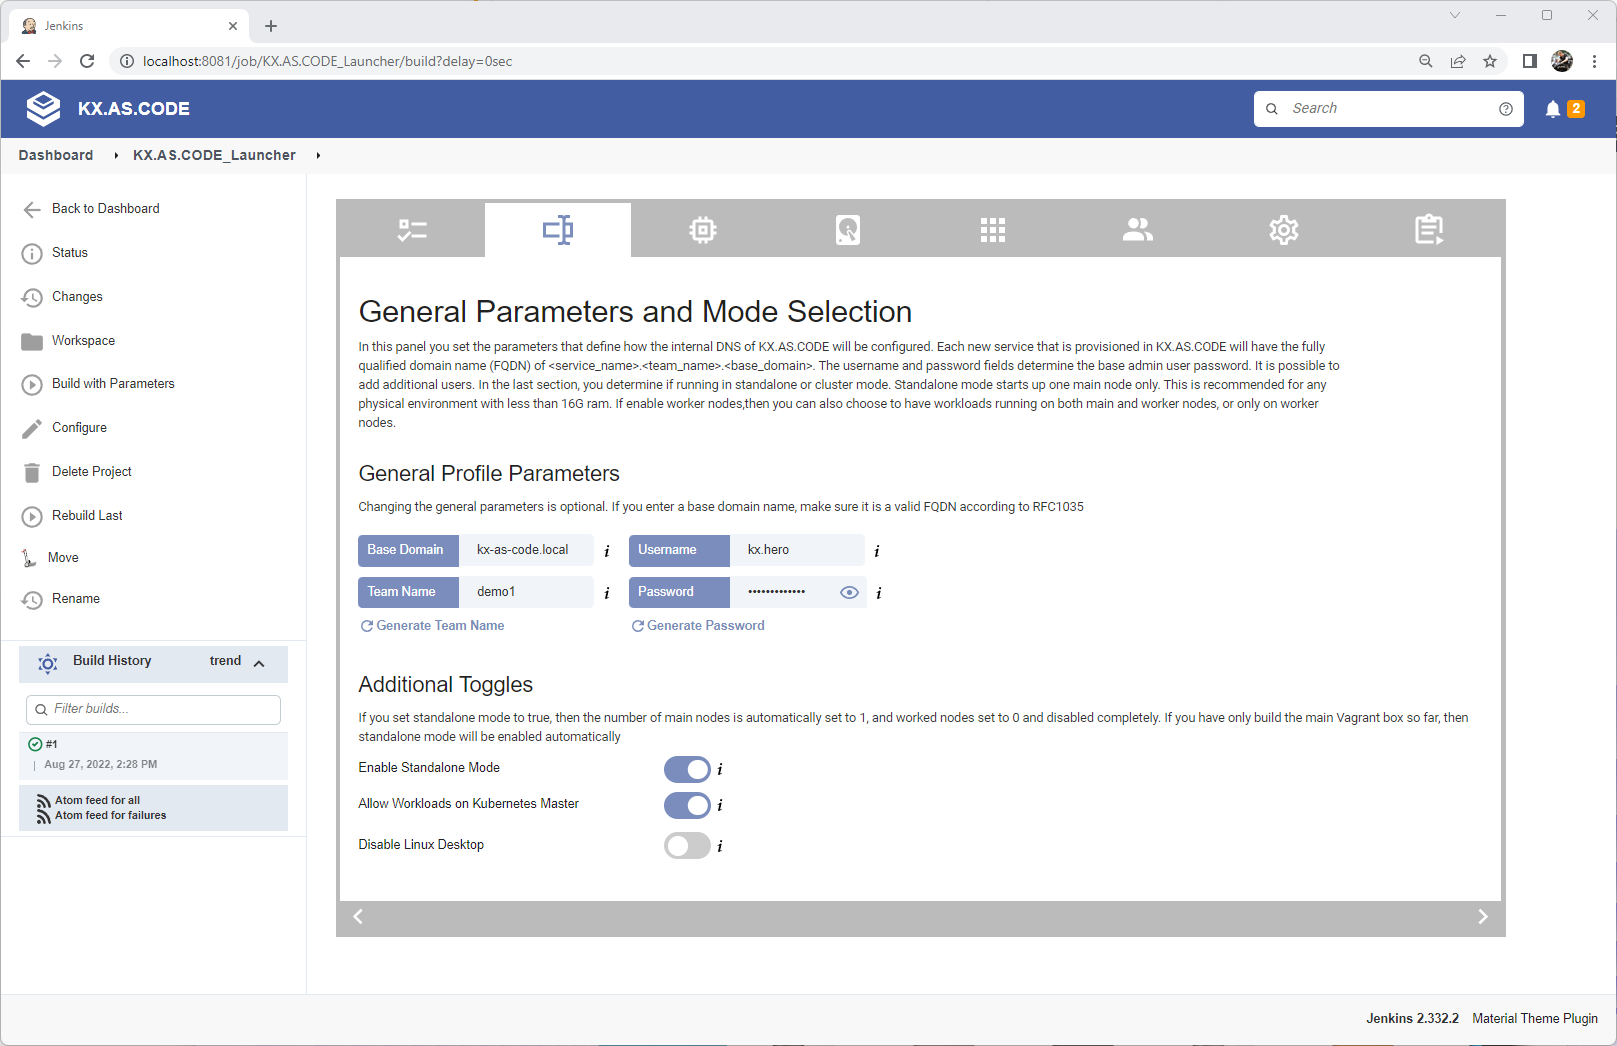 Jenkins
localhost:8081/job/KX.AS.CODE_Launcher/build?delay=0sec
KX.AS.CODE
Search
2
Dashboard
KX.AS.CODE_Launcher
Back to Dashboard
Status
Changes
Workspace
Build with Parameters
Configure
Delete Project
Rebuild Last
Move
Rename
Build History trend
Filter builds...
#1
Aug 27, 2022, 2:28 PM
Atom feed for all
Atom feed for failures
General Parameters and Mode Selection
In this panel you set the parameters that define how the internal DNS of KX.AS.CODE will be configured. Each new service that is provisioned in KX.AS.CODE will have the fully
qualified domain name (FQDN) of <service_name>.<team_name>.<base_domain>. The username and password fields determine the base admin user password. It is possible to
add additional users. In the last section, you determine if running in standalone or cluster mode. Standalone mode starts up one main node only. This is recommended for any
physical environment with less than 16G ram. If enable worker nodes,then you can also choose to have workloads running on both main and worker nodes, or only on worker
nodes.
General Profile Parameters
Changing the general parameters is optional. If you enter a base domain name, make sure it is a valid FQDN according to RFC1035
Base Domain kx-as-code.local i Username kx.hero i
Team Name demo1 i Password ••••••••••••• i
Generate Team Name Generate Password
Additional Toggles
If you set standalone mode to true, then the number of main nodes is automatically set to 1, and worked nodes set to 0 and disabled completely. If you have only build the main Vagrant box so far, then
standalone mode will be enabled automatically
Enable Standalone Mode i
Allow Workloads on Kubernetes Master i
Disable Linux Desktop i
Jenkins 2.332.2 Material Theme Plugin